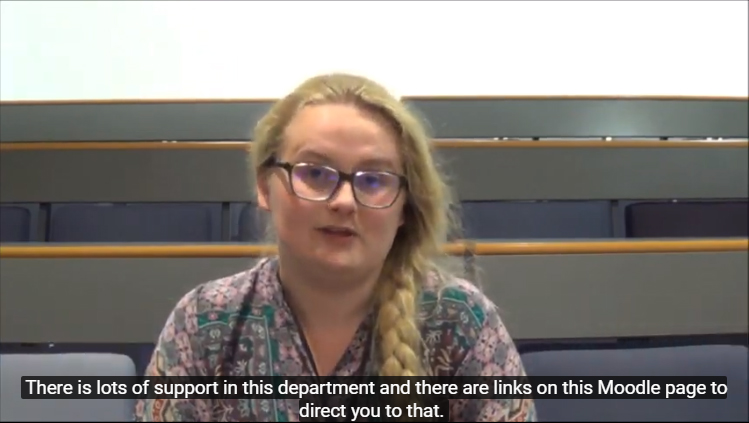 There is lots of support in this department and there are links on this Moodle page to
direct you to that.